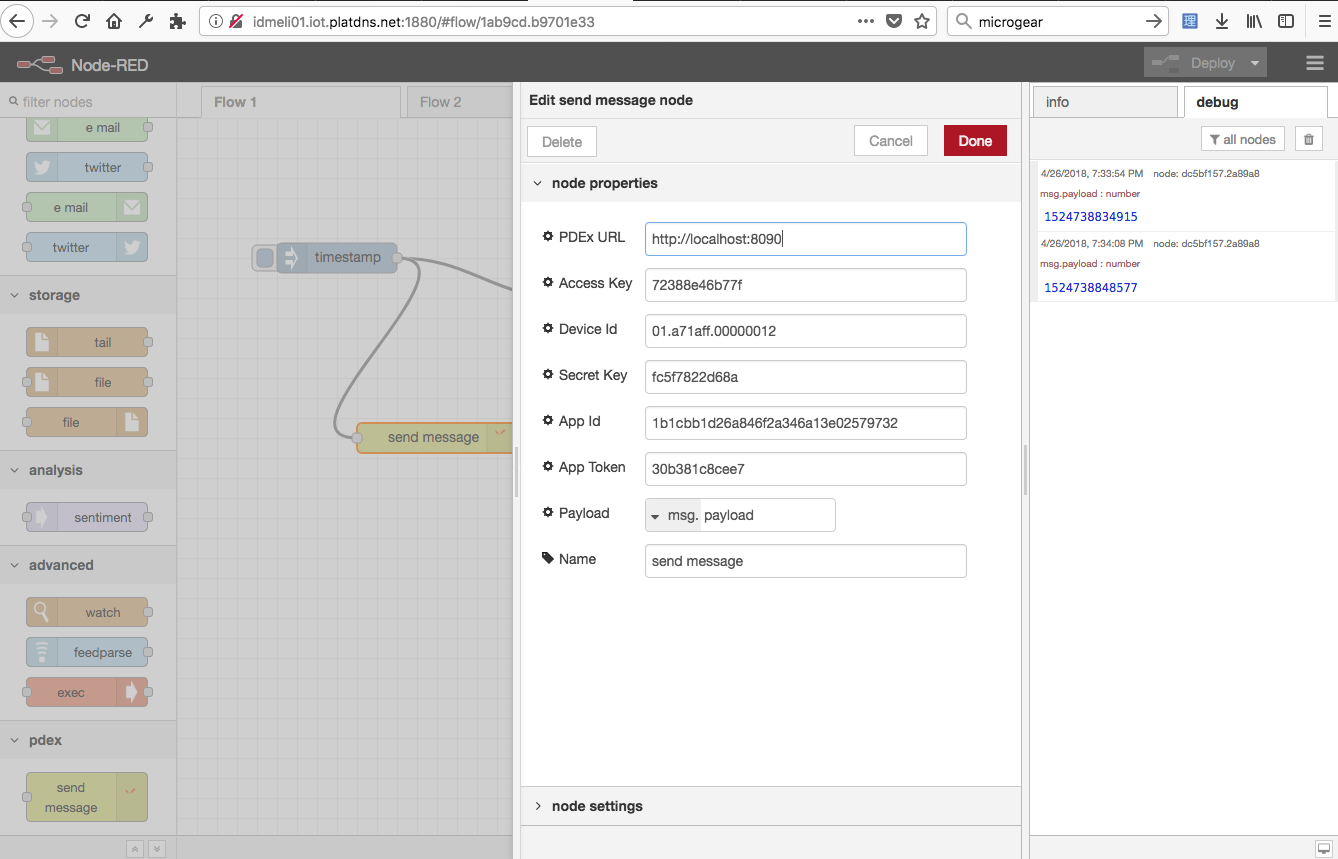 idmeli01.iot.platdns.net:1880/#flow/1ab9cd.b9701e33
microgear
理
Node-RED
Deploy
filter nodes
e mail
twitter
e mail
twitter
storage
tail
file
file
analysis
sentiment
advanced
watch
feedparse
exec
pdex
send
message
Flow 1
Flow 2
timestamp
send message
Edit send message node
Delete
Cancel
Done
node properties
PDEx URL
http://localhost:8090
Access Key
72388e46b77f
Device Id
01.a71aff.00000012
Secret Key
fc5f7822d68a
App Id
1b1cbb1d26a846f2a346a13e02579732
App Token
30b381c8cee7
Payload
msg. payload
Name
send message
node settings
info
debug
all nodes
4/26/2018, 7:33:54 PM node: dc5bf157.2a89a8
msg.payload : number
1524738834915
4/26/2018, 7:34:08 PM node: dc5bf157.2a89a8
msg.payload : number
1524738848577